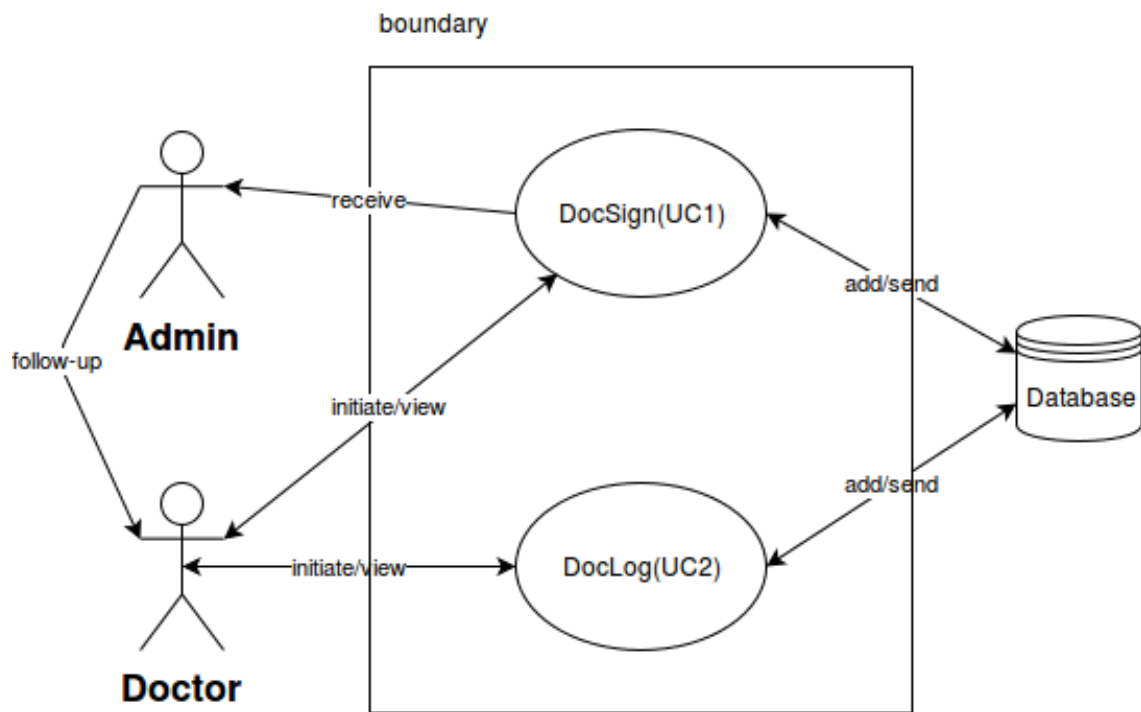 boundary
DocSign(UC1)
receive
Admin
add/send
follow-up
initiate/view
Database
add/send
initiate/view
DocLog(UC2)
Doctor